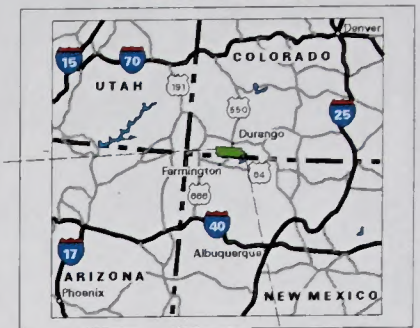 Denver
15
70
COLORADO
UTAH
191
550
25
Durango
Farmington
64
666
40
17
Albuquerque
ARIZONA
Phoenix
NEW MEXICO